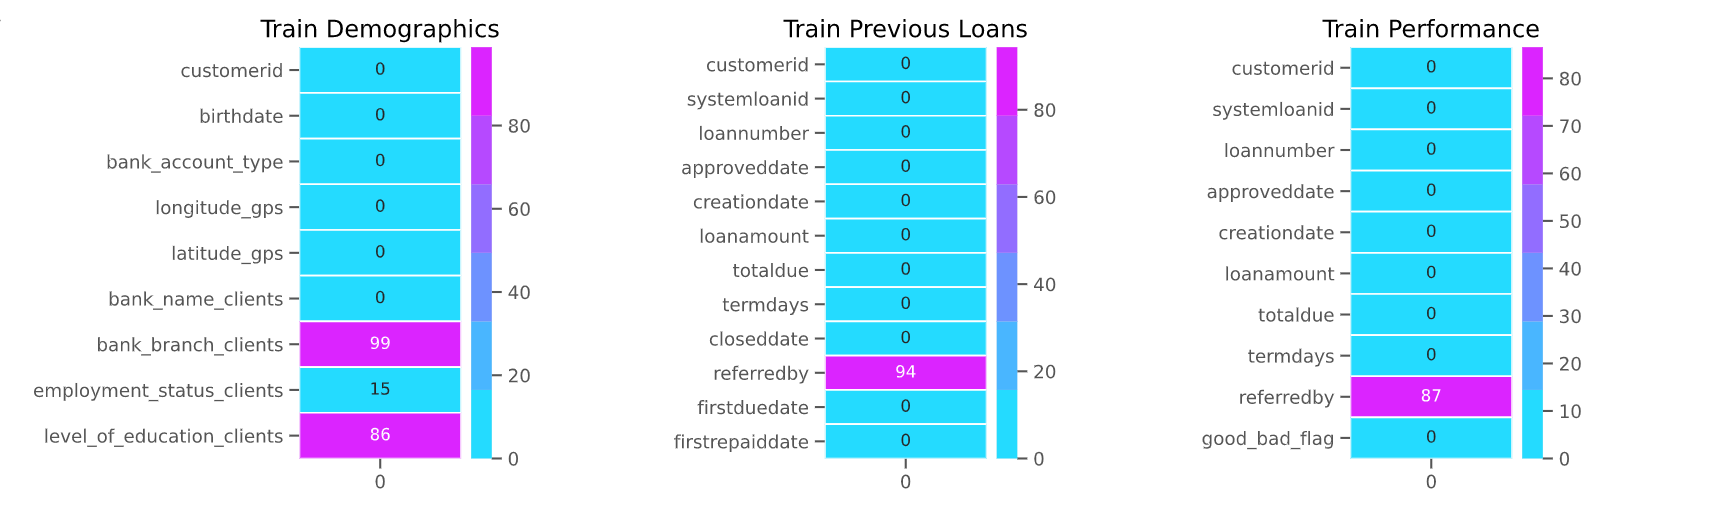 Train Demographics
customerid 0
birthdate 0
bank_account_type 0
longitude_gps 0
latitude_gps 0
bank_name_clients 0
bank_branch_clients 99
employment_status_clients 15
level_of_education_clients 86
0
80
60
40
20
0
Train Previous Loans
customerid 0
systemloanid 0
loannumber 0
approveddate 0
creationdate 0
loanamount 0
totaldue 0
termdays 0
closeddate 0
referredby 94
firstduedate 0
firstrepaiddate 0
0
80
60
40
20
0
Train Performance
customerid 0
systemloanid 0
loannumber 0
approveddate 0
creationdate 0
loanamount 0
totaldue 0
termdays 0
referredby 87
good_bad_flag 0
0
80
70
60
50
40
30
20
10
0